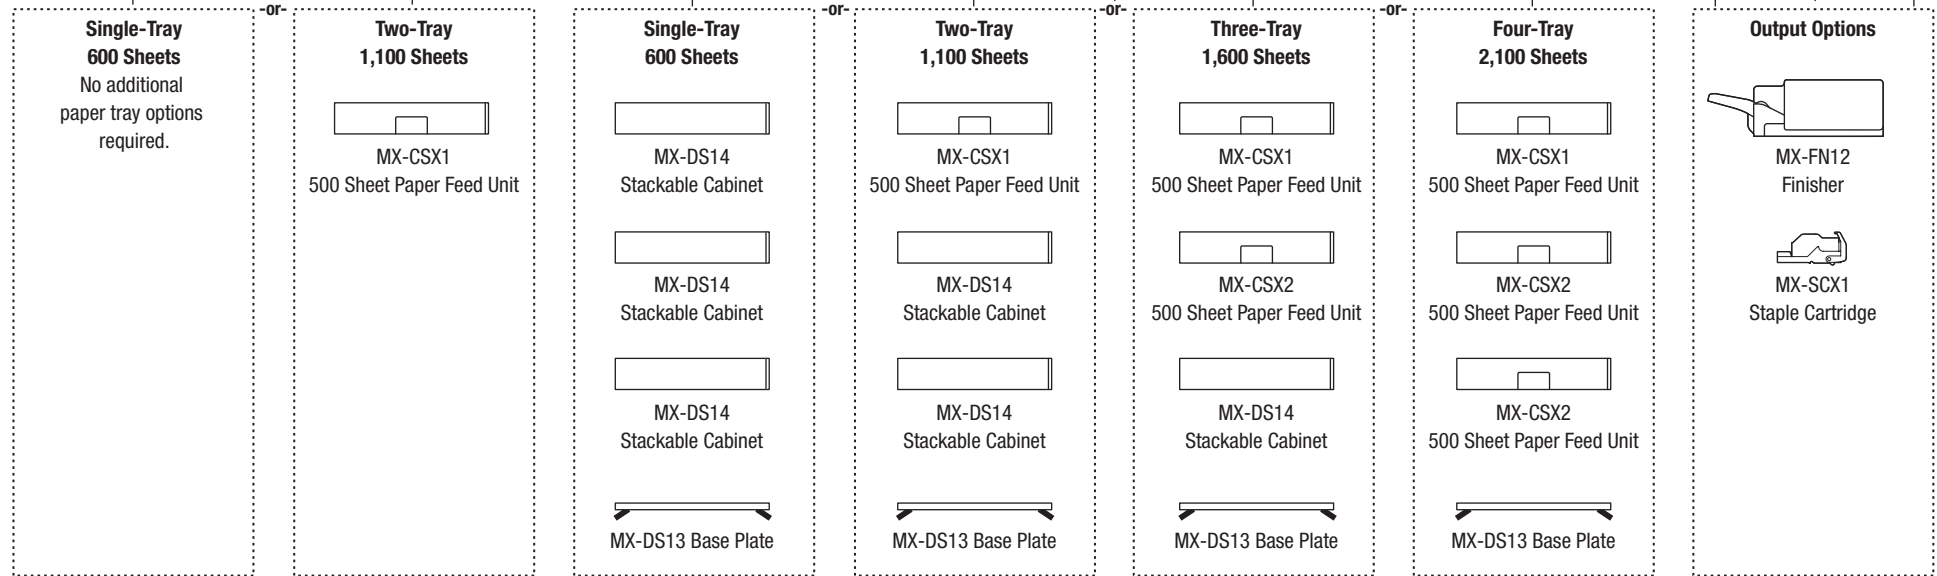 -or-
-or-
-or-
-or-
Single-Tray
600 Sheets
No additional
paper tray options
required.
Two-Tray
1,100 Sheets
MX-CSX1
500 Sheet Paper Feed Unit
Single-Tray
600 Sheets
MX-DS14
Stackable Cabinet
MX-DS14
Stackable Cabinet
MX-DS14
Stackable Cabinet
MX-DS13 Base Plate
Two-Tray
1,100 Sheets
MX-CSX1
500 Sheet Paper Feed Unit
MX-DS14
Stackable Cabinet
MX-DS14
Stackable Cabinet
MX-DS13 Base Plate
Three-Tray
1,600 Sheets
MX-CSX1
500 Sheet Paper Feed Unit
MX-CSX2
500 Sheet Paper Feed Unit
MX-DS14
Stackable Cabinet
MX-DS13 Base Plate
Four-Tray
2,100 Sheets
MX-CSX1
500 Sheet Paper Feed Unit
MX-CSX2
500 Sheet Paper Feed Unit
MX-CSX2
500 Sheet Paper Feed Unit
MX-DS13 Base Plate
Output Options
MX-FN12
Finisher
MX-SCX1
Staple Cartridge